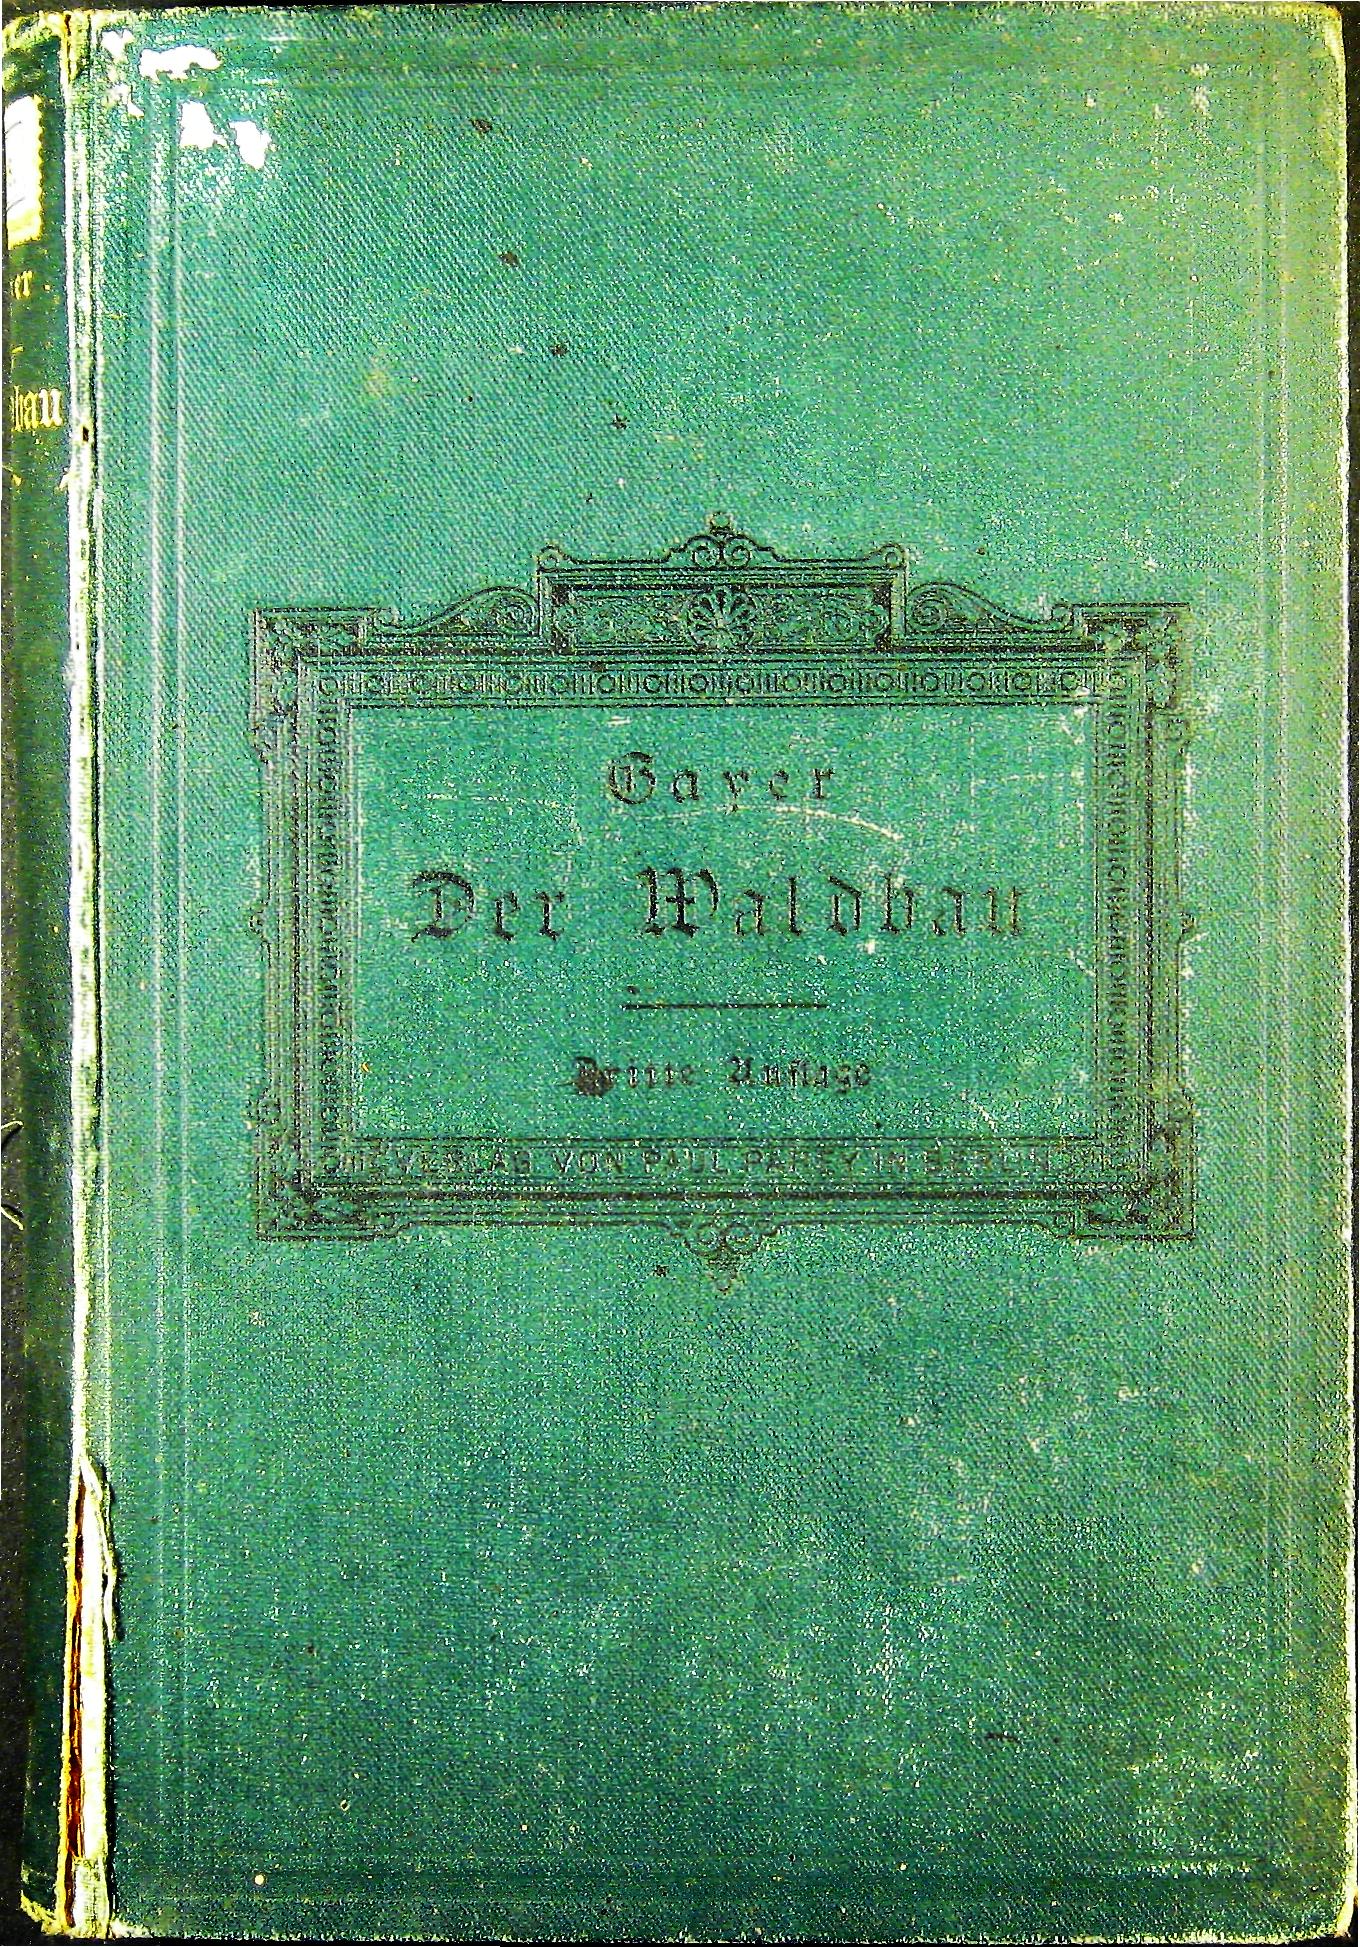 Gayer
Der Waldbau
Dritte Auflage
VERLAG VON PAUL PAREY IN BERLIN